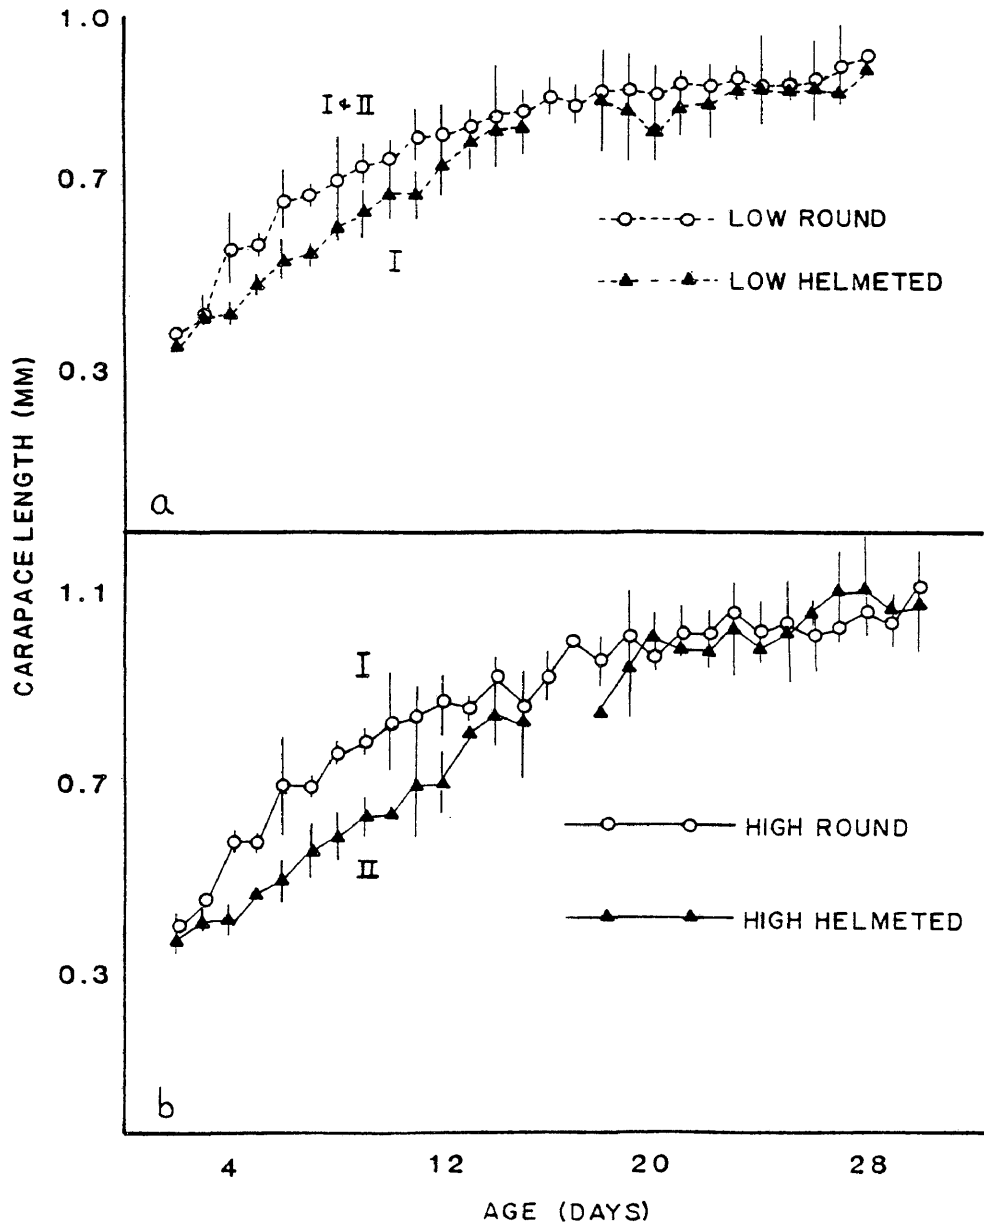 CARAPACE LENGTH (MM)
1.0
0.7
0.3
I & II
I
LOW ROUND
LOW HELMETED
a
1.1
0.7
0.3
I
II
HIGH ROUND
HIGH HELMETED
b
4 12 20 28
AGE (DAYS)